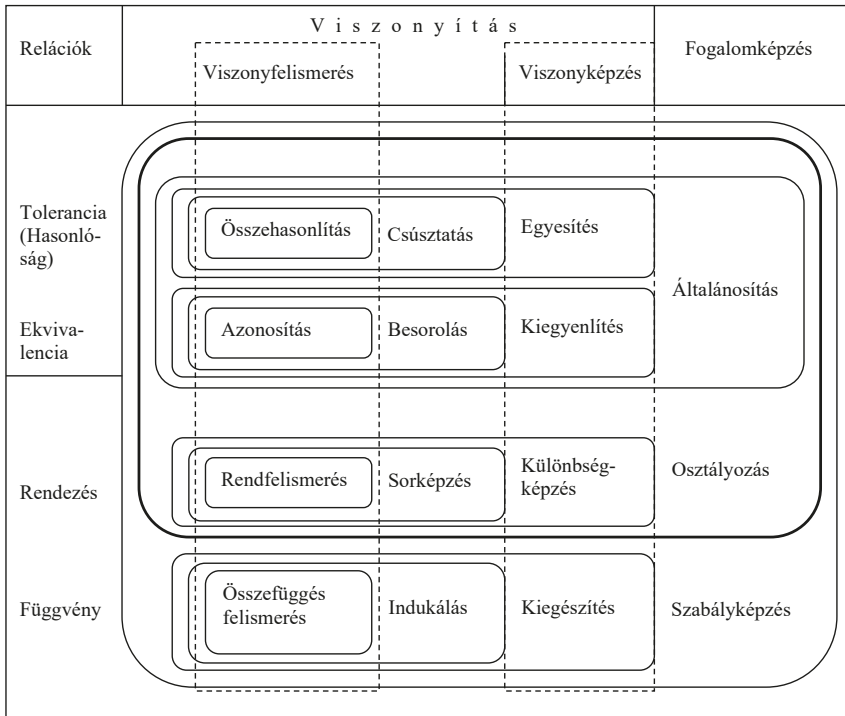 Relációk
V i s z o n y í t á s
Viszonyfelismerés
Viszonyképzés
Fogalomképzés
Tolerancia
(Hasonló-
ság)
Összehasonlítás
Csúsztatás
Egyesítés
Általánosítás
Ekviva-
lencia
Azonosítás
Besorolás
Kiegyenlítés
Rendezés
Rendfelismerés
Sorképzés
Különbség-
képzés
Osztályozás
Függvény
Összefüggés
felismerés
Indukálás
Kiegészítés
Szabályképzés